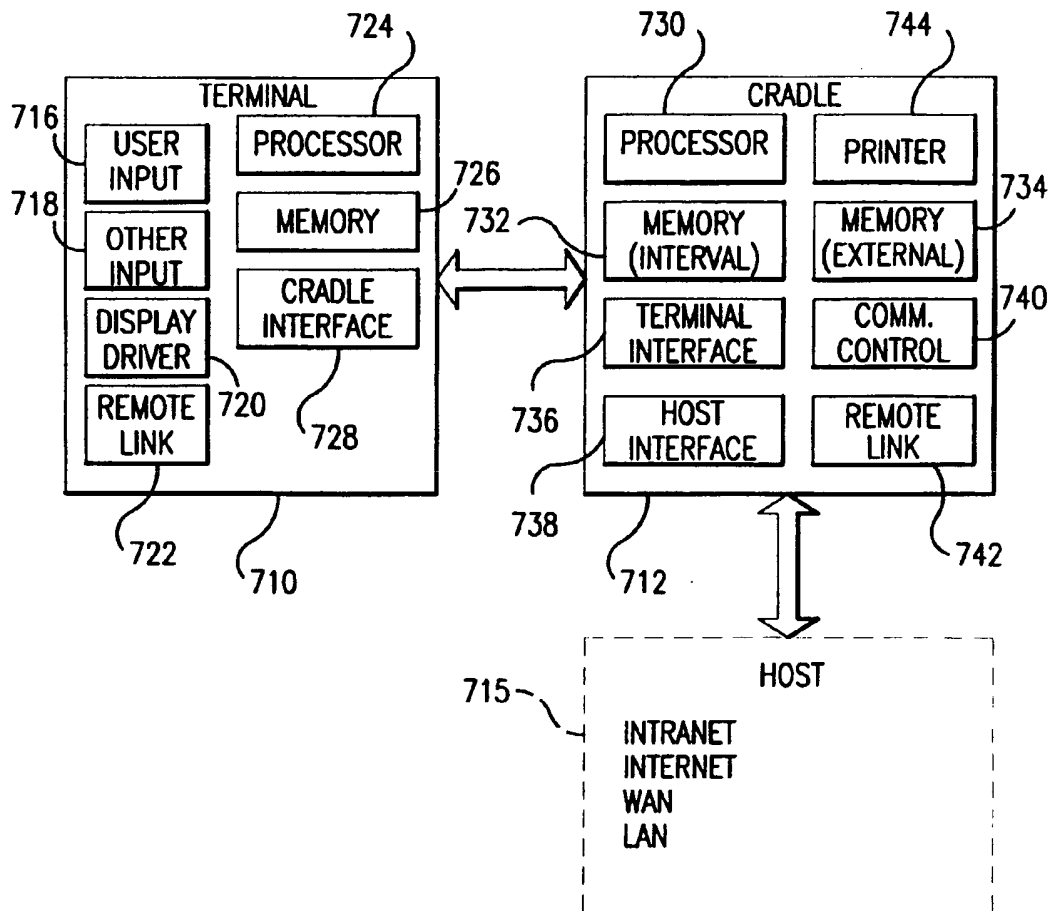 724
730
744
TERMINAL
CRADLE
716
USER
INPUT
PROCESSOR
PROCESSOR
PRINTER
718
OTHER
INPUT
MEMORY
726
732
MEMORY
(INTERVAL)
MEMORY
(EXTERNAL)
734
DISPLAY
DRIVER
CRADLE
INTERFACE
TERMINAL
INTERFACE
COMM.
CONTROL
740
REMOTE
LINK
720
728
736
HOST
INTERFACE
REMOTE
LINK
722
710
738
712
742
715
HOST
INTRANET
INTERNET
WAN
LAN